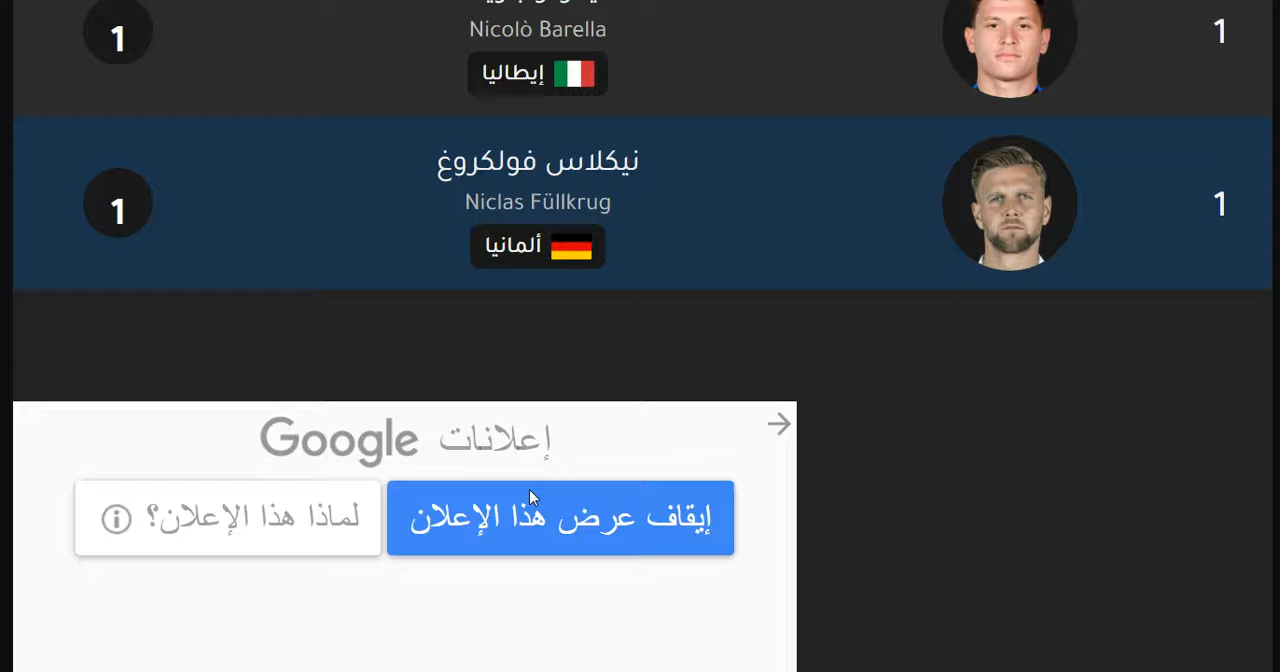 1
Nicolò Barella
إيطاليا
1
1
نيكلاس فولكروغ
Niclas Füllkrug
ألمانيا
1
إعلانات Google
إيقاف عرض هذا الإعلان
لماذا هذا الإعلان؟